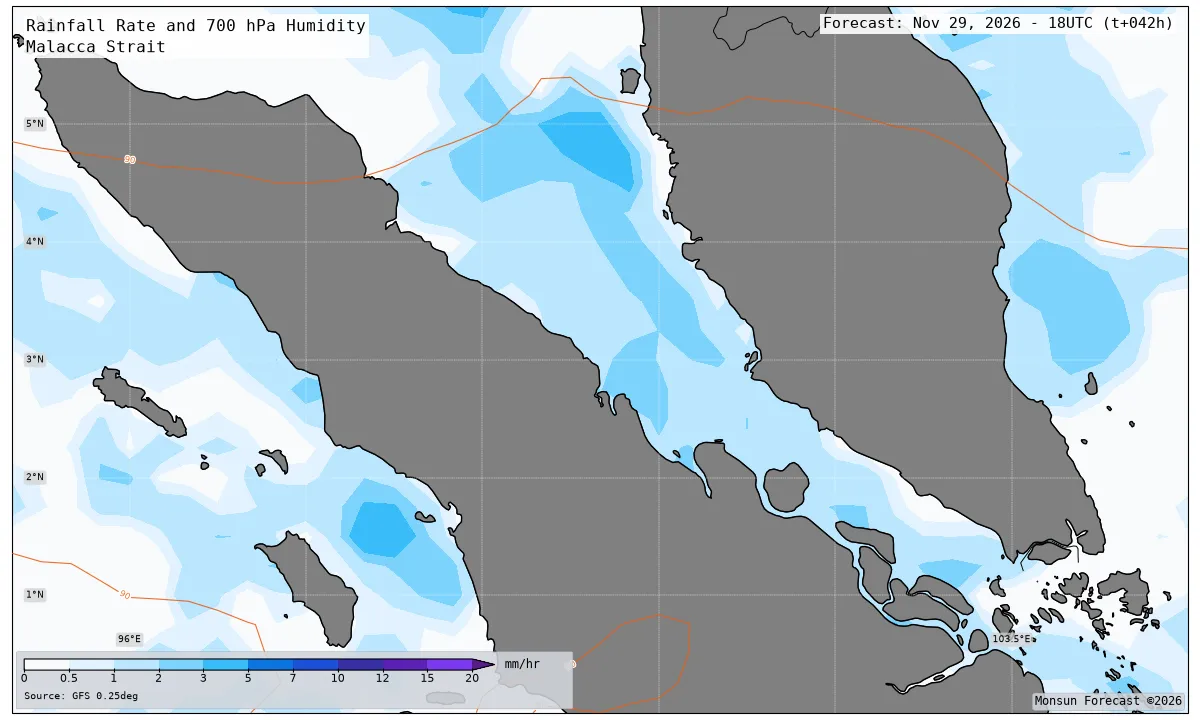 Rainfall Rate and 700 hPa Humidity
Malacca Strait
Forecast: Nov 29, 2026 - 18UTC (t+042h)
5°N
90
4°N
3°N
2°N
1°N
90
96°E
103.5°E
mm/hr
0 0.5 1 2 3 5 7 10 12 15 20
Source: GFS 0.25deg
Monsun Forecast ©2026